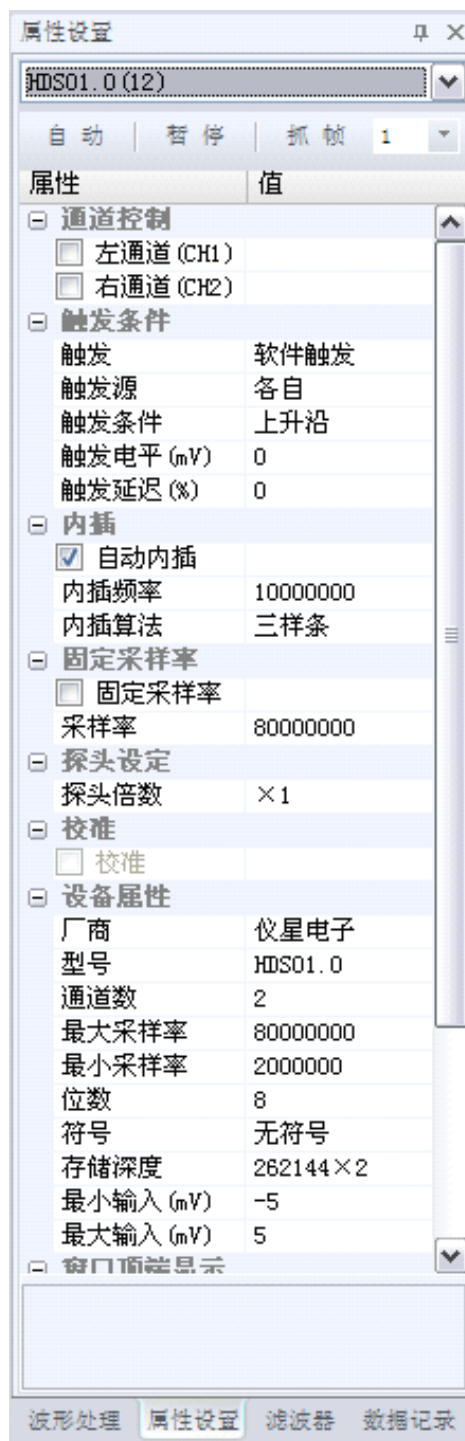 属性设置
HDSO1.0(12)
自动 暂停 抓帧 1
属性 值
通道控制
左通道(CH1)
右通道(CH2)
触发条件
触发 软件触发
触发源 各自
触发条件 上升沿
触发电平(mV) 0
触发延迟(%) 0
内插
自动内插
内插频率 10000000
内插算法 三样条
固定采样率
固定采样率
采样率 80000000
探头设定
探头倍数 ×1
校准
校准
设备属性
厂商 仪星电子
型号 HDSO1.0
通道数 2
最大采样率 80000000
最小采样率 2000000
位数 8
符号 无符号
存储深度 262144×2
最小输入(mV) -5
最大输入(mV) 5
窗口顶端显示
波形处理 属性设置 滤波器 数据记录